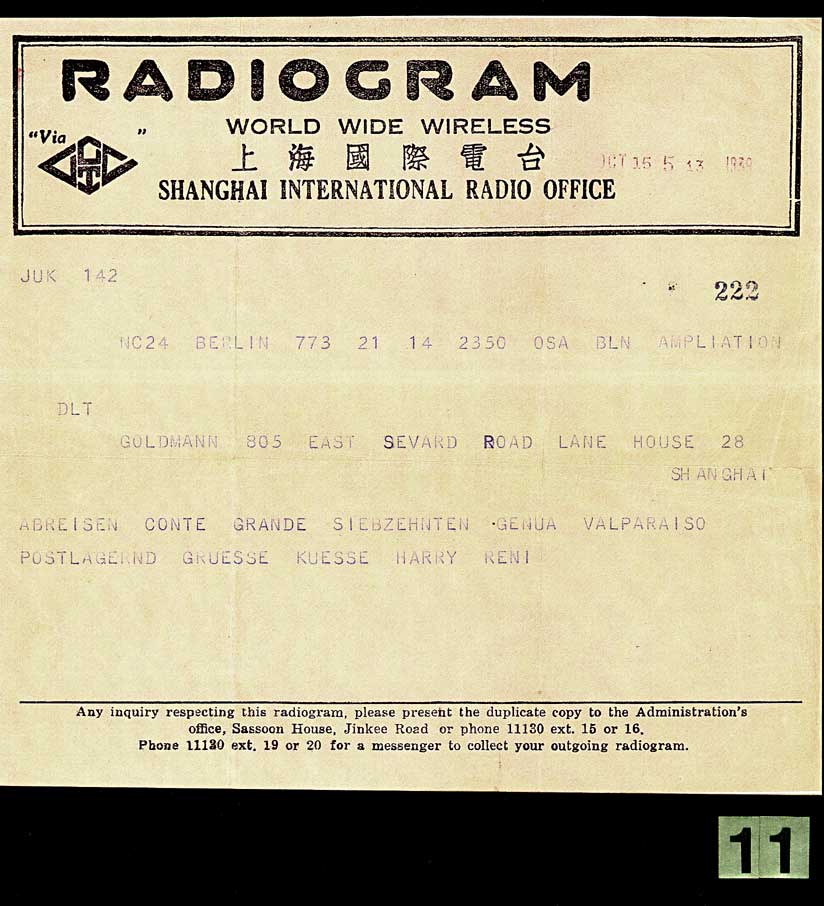 RADIOGRAM
WORLD WIDE WIRELESS
"Via "
上海國際電台
OCT 15 5 13 1939
SHANGHAI INTERNATIONAL RADIO OFFICE
JUK 142
222
NC24 BERLIN 773 21 14 2350 OSA BLN AMPLIATION
DLT
GOLDMANN 805 EAST SEVARD ROAD LANE HOUSE 28
SHANGHAI
ABREISEN CONTE GRANDE SIEBZEHNTEN GENUA VALPARAISO
POSTLAGERND GRUESSE KUESSE HARRY RENI
Any inquiry respecting this radiogram, please present the duplicate copy to the Administration's
office, Sassoon House, Jinkee Road or phone 11130 ext. 15 or 16.
Phone 11130 ext. 19 or 20 for a messenger to collect your outgoing radiogram.
11